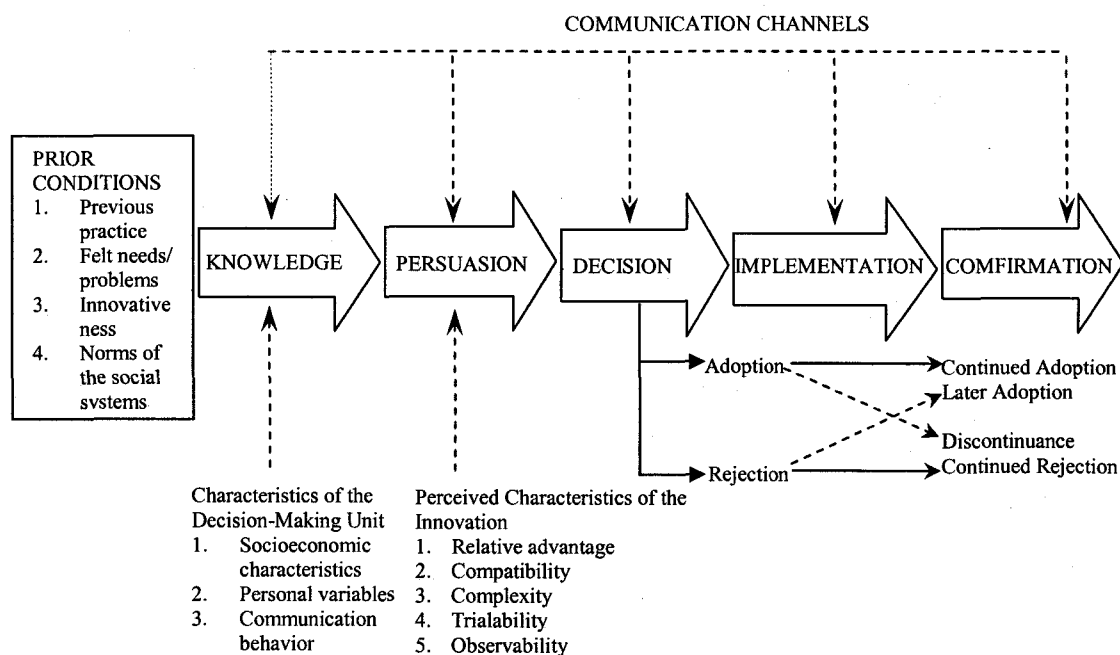 COMMUNICATION CHANNELS
PRIOR
CONDITIONS
1. Previous
practice
2. Felt needs/
problems
3. Innovative
ness
4. Norms of
the social
systems
KNOWLEDGE
PERSUASION
DECISION
IMPLEMENTATION
COMFIRMATION
Adoption
Continued Adoption
Later Adoption
Discontinuance
Rejection
Continued Rejection
Characteristics of the
Decision-Making Unit
1. Socioeconomic
characteristics
2. Personal variables
3. Communication
behavior
Perceived Characteristics of the
Innovation
1. Relative advantage
2. Compatibility
3. Complexity
4. Trialability
5. Observability